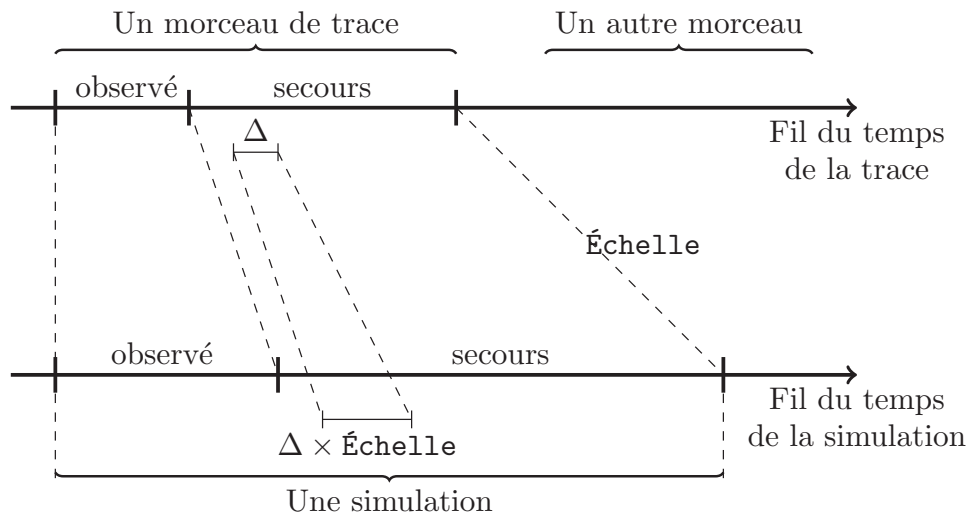 Un morceau de trace
Un autre morceau
observé
secours
Δ
Fil du temps
de la trace
Échelle
observé
secours
Fil du temps
de la simulation
Δ × Échelle
Une simulation